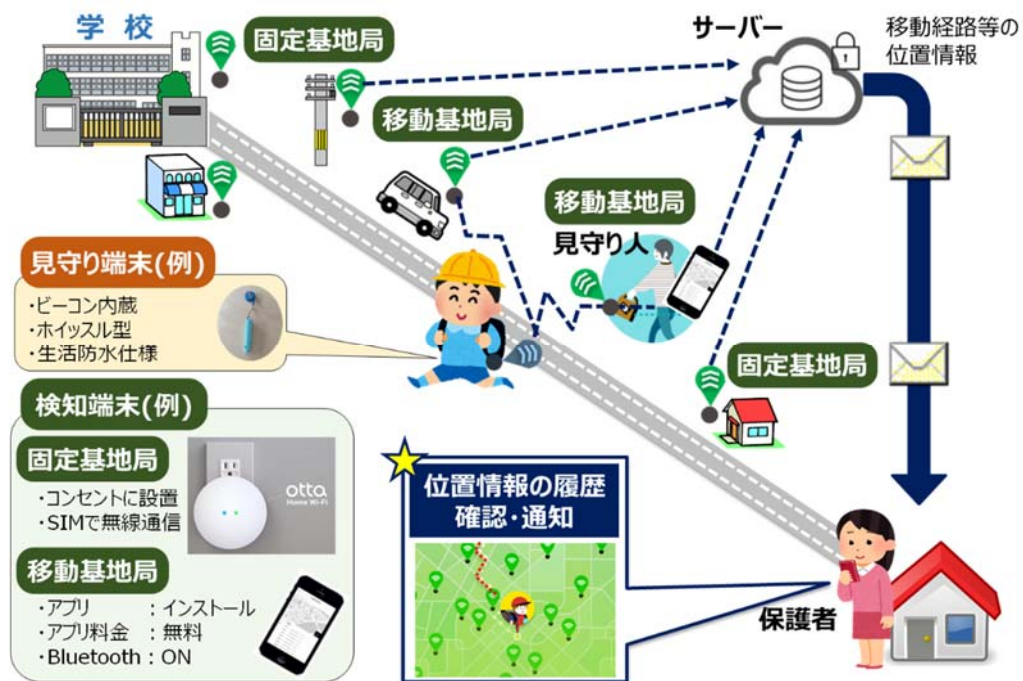 学校
固定基地局
移動基地局
サーバー
移動経路等の
位置情報
移動基地局
見守り人
見守り端末(例)
・ビーコン内蔵
・ホイッスル型
・生活防水仕様
固定基地局
検知端末(例)
固定基地局
・コンセントに設置
・SIMで無線通信
otta
Home Wi-Fi
移動基地局
・アプリ　　：インストール
・アプリ料金：無料
・Bluetooth：ON
位置情報の履歴
確認・通知
保護者